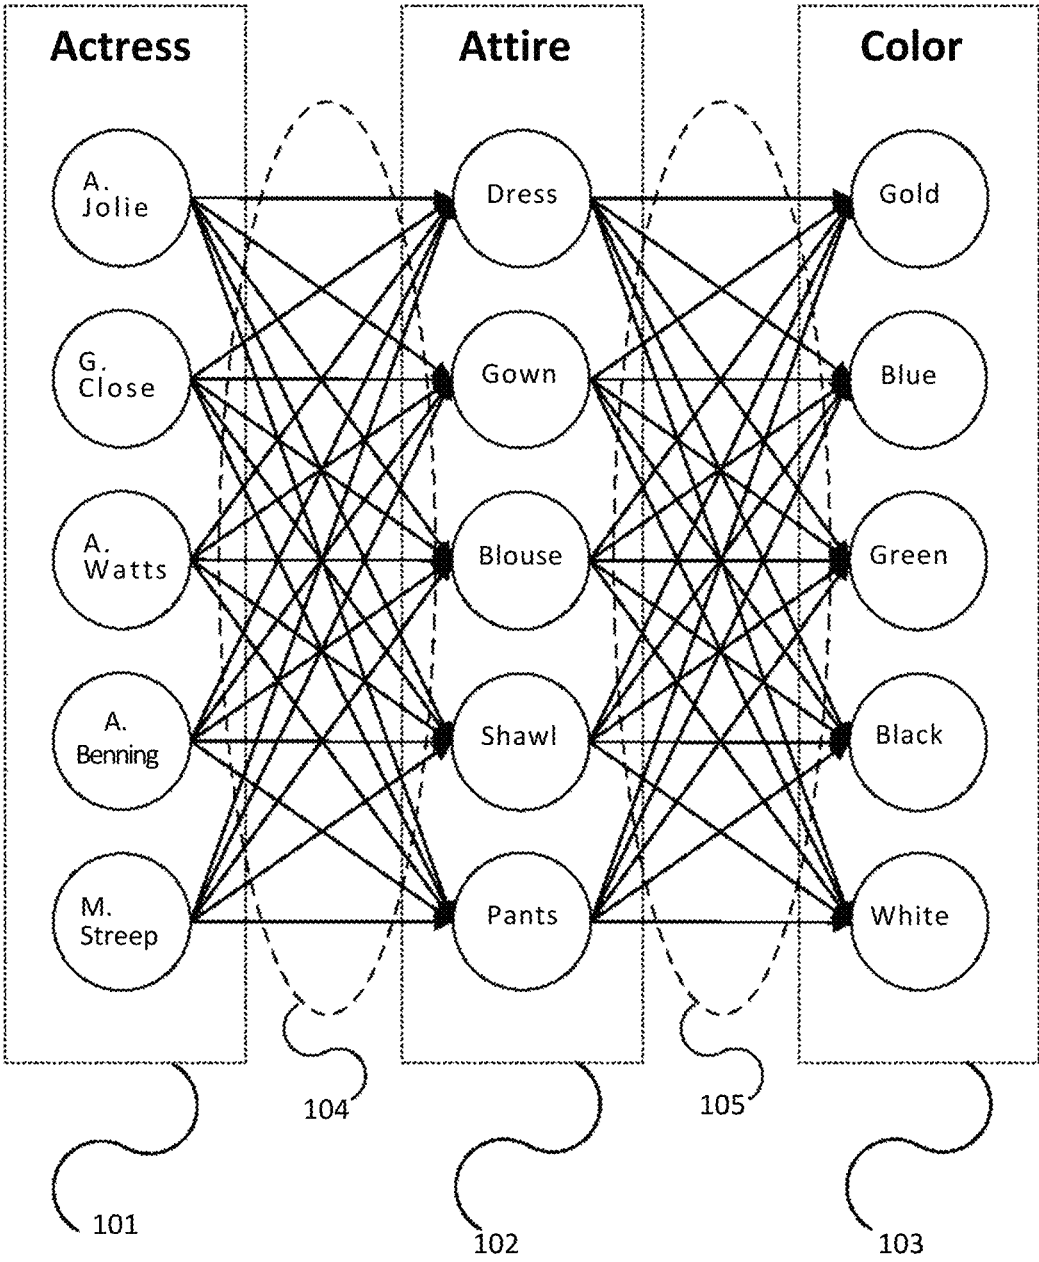 Actress
Attire
Color
A.
Jolie
Dress
Gold
G.
Close
Gown
Blue
A.
Watts
Blouse
Green
A.
Benning
Shawl
Black
M.
Streep
Pants
White
104
105
101
102
103